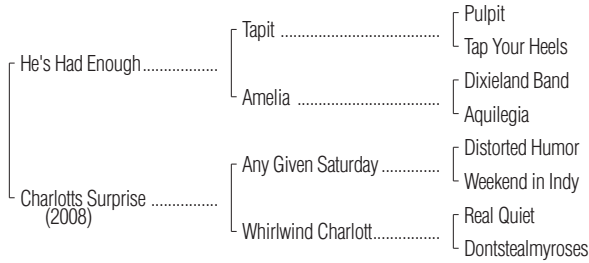 Pulpit
Tapit ................................
Tap Your Heels
He's Had Enough...............
Dixieland Band
Amelia .............................
Aquilegia
Distorted Humor
Any Given Saturday ............
Weekend in Indy
Charlotts Surprise .............
(2008)
Real Quiet
Whirlwind Charlott.............
Dontstealmyroses